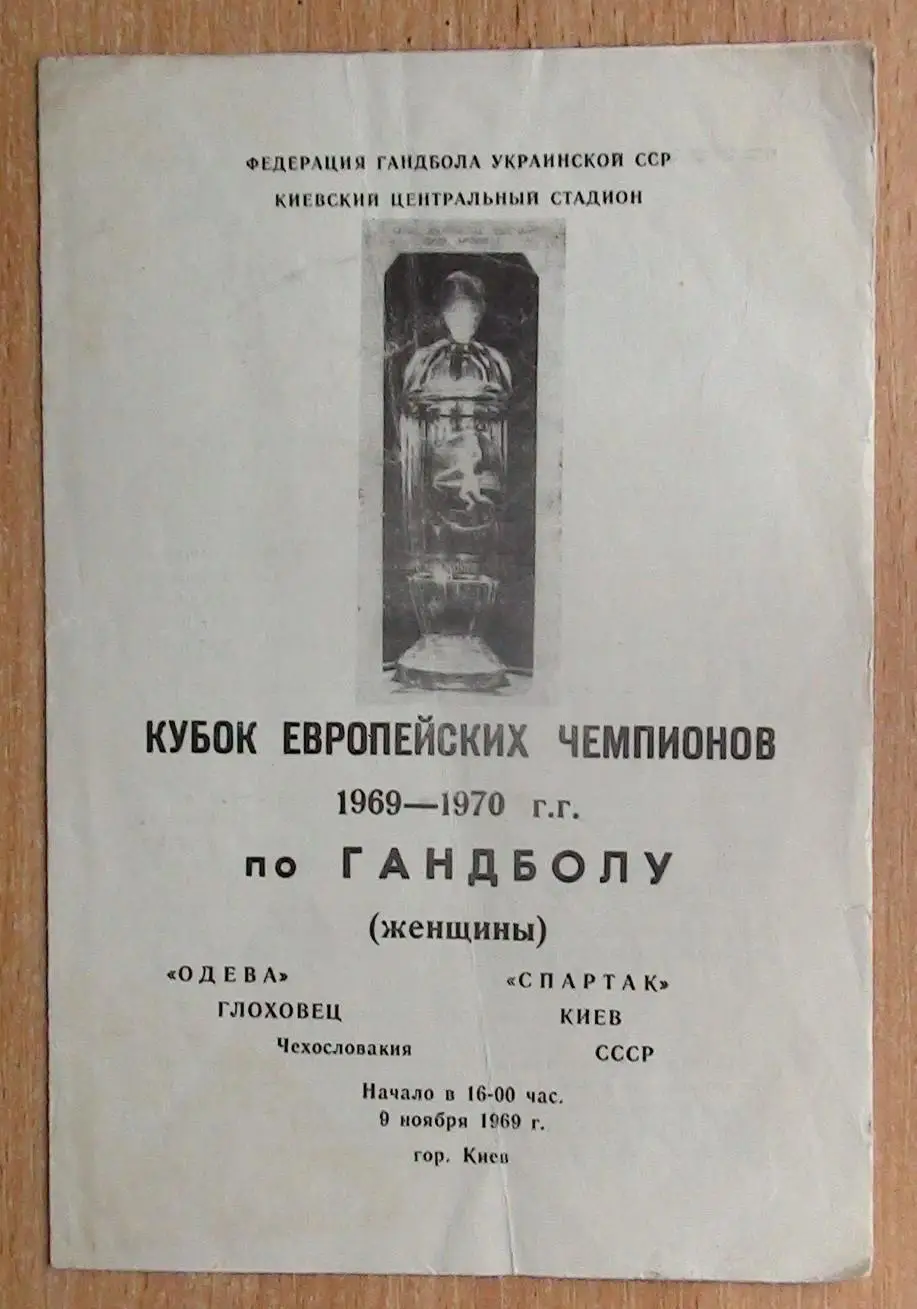 ФЕДЕРАЦИЯ ГАНДБОЛА УКРАИНСКОЙ ССР
КИЕВСКИЙ ЦЕНТРАЛЬНЫЙ СТАДИОН
КУБОК ЕВРОПЕЙСКИХ ЧЕМПИОНОВ
1969—1970 г.г.
по ГАНДБОЛУ
(женщины)
«ОДЕВА»
ГЛОХОВЕЦ
Чехословакия
«СПАРТАК»
КИЕВ
СССР
Начало в 16-00 час.
9 ноября 1969 г.
гор. Киев